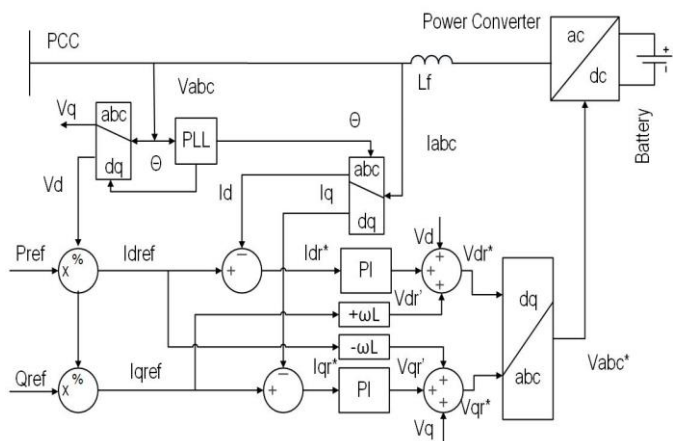 Power Converter
PCC
ac
dc
+
−
Battery
Vabc
Lf
Iabc
Vq
abc
dq
Θ
PLL
Θ
abc
dq
Vd
Id
Iq
Pref
x %
Idref
+ −
Idr*
PI
Vd
+ + +
Vdr*
Vdr'
+ωL
-ωL
dq
abc
Vabc*
Qref
x %
Iqref
+ −
Iqr*
PI
Vqr'
+ + +
Vqr*
Vq